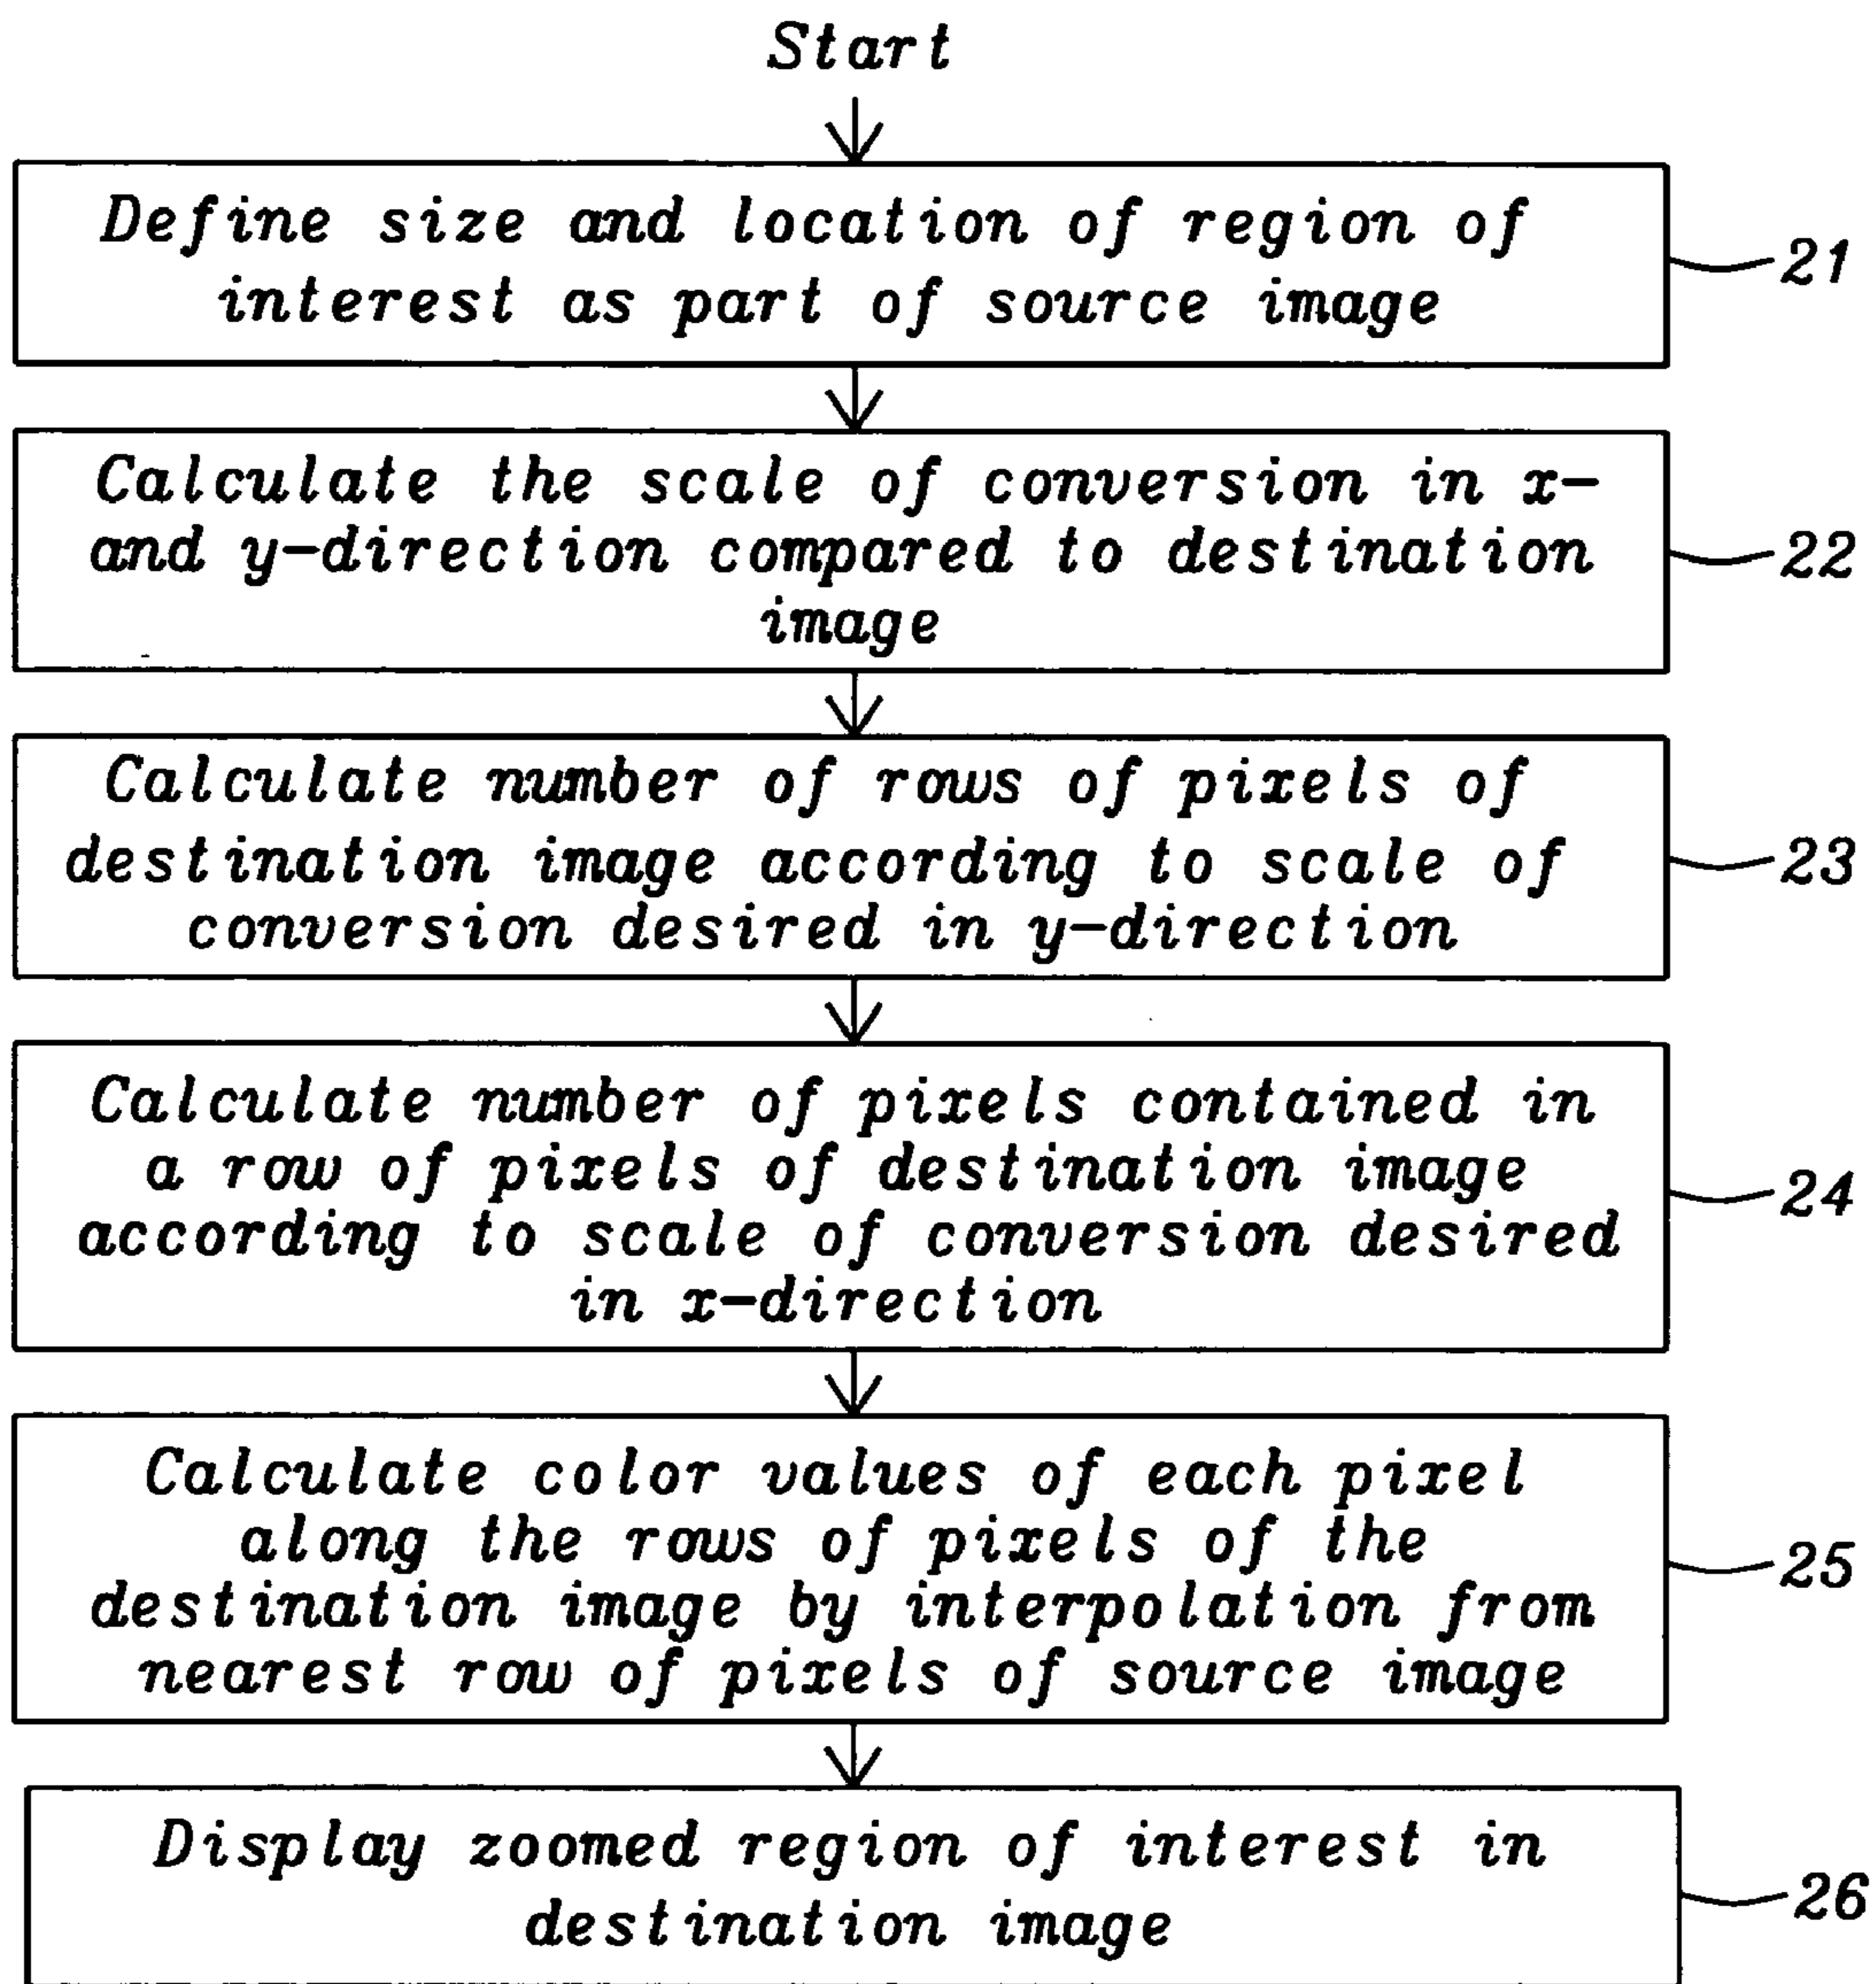 Start
Define size and location of region of
interest as part of source image
21
Calculate the scale of conversion in x-
and y-direction compared to destination
image
22
Calculate number of rows of pixels of
destination image according to scale of
conversion desired in y-direction
23
Calculate number of pixels contained in
a row of pixels of destination image
according to scale of conversion desired
in x-direction
24
Calculate color values of each pixel
along the rows of pixels of the
destination image by interpolation from
nearest row of pixels of source image
25
Display zoomed region of interest in
destination image
26